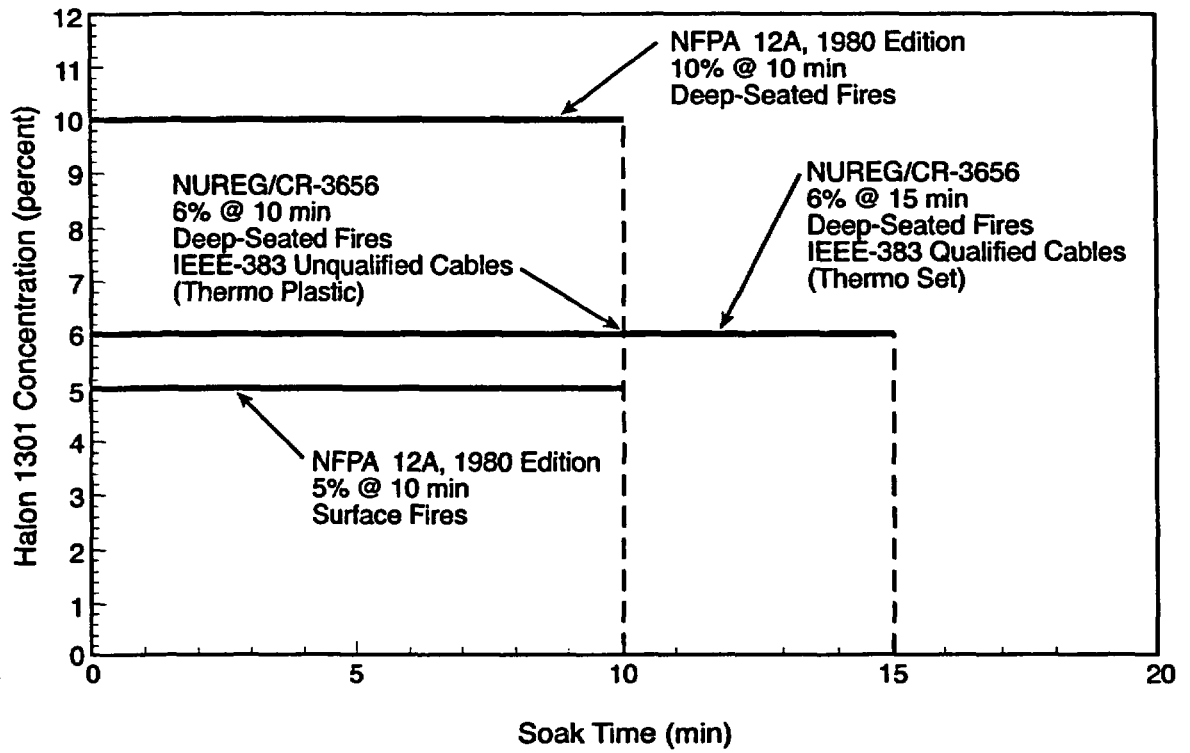 12
11
10
9
8
7
6
5
4
3
2
1
0
Halon 1301 Concentration (percent)
NFPA 12A, 1980 Edition
10% @ 10 min
Deep-Seated Fires
NUREG/CR-3656
6% @ 10 min
Deep-Seated Fires
IEEE-383 Unqualified Cables
(Thermo Plastic)
NUREG/CR-3656
6% @ 15 min
Deep-Seated Fires
IEEE-383 Qualified Cables
(Thermo Set)
NFPA 12A, 1980 Edition
5% @ 10 min
Surface Fires
0 5 10 15 20
Soak Time (min)